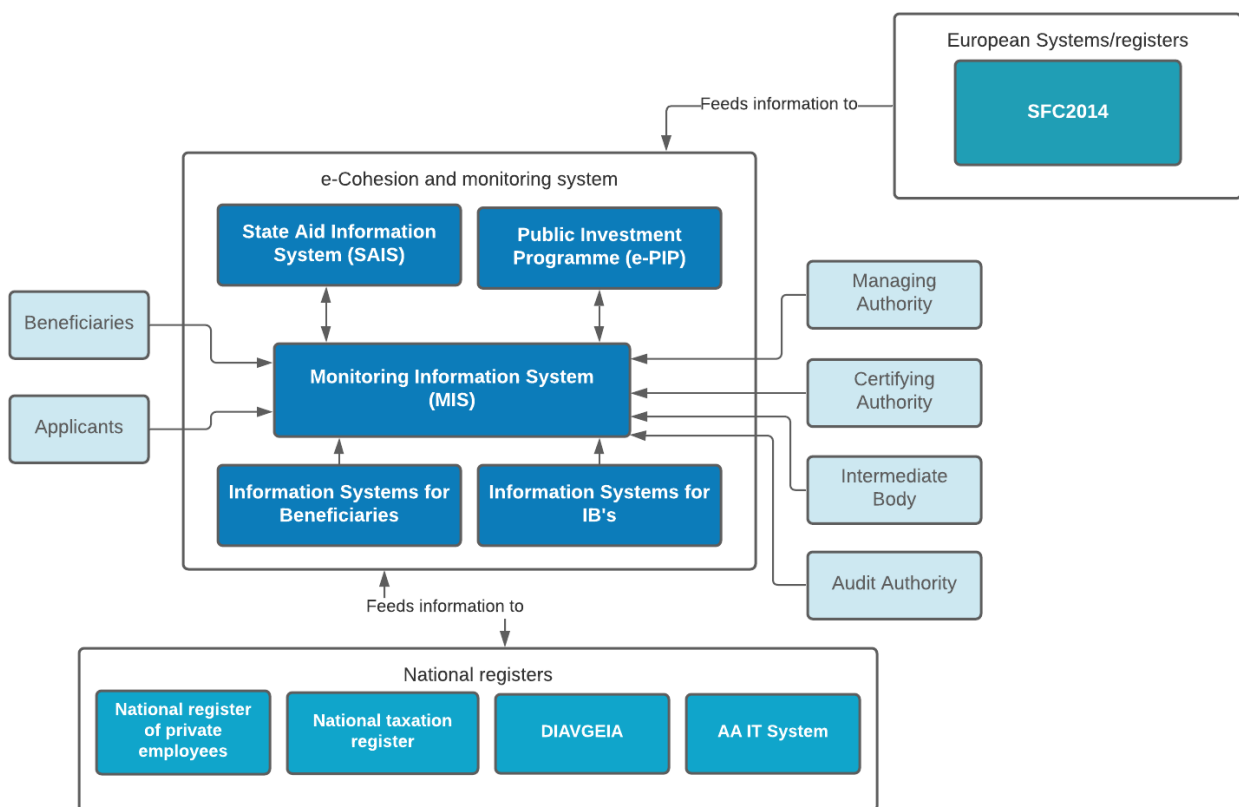 European Systems/registers
SFC2014
Feeds information to
e-Cohesion and monitoring system
State Aid Information
System (SAIS)
Public Investment
Programme (e-PIP)
Beneficiaries
Applicants
Monitoring Information System
(MIS)
Managing
Authority
Certifying
Authority
Intermediate
Body
Audit Authority
Information Systems for
Beneficiaries
Information Systems for
IB's
Feeds information to
National registers
National register
of private
employees
National taxation
register
DIAVGEIA
AA IT System